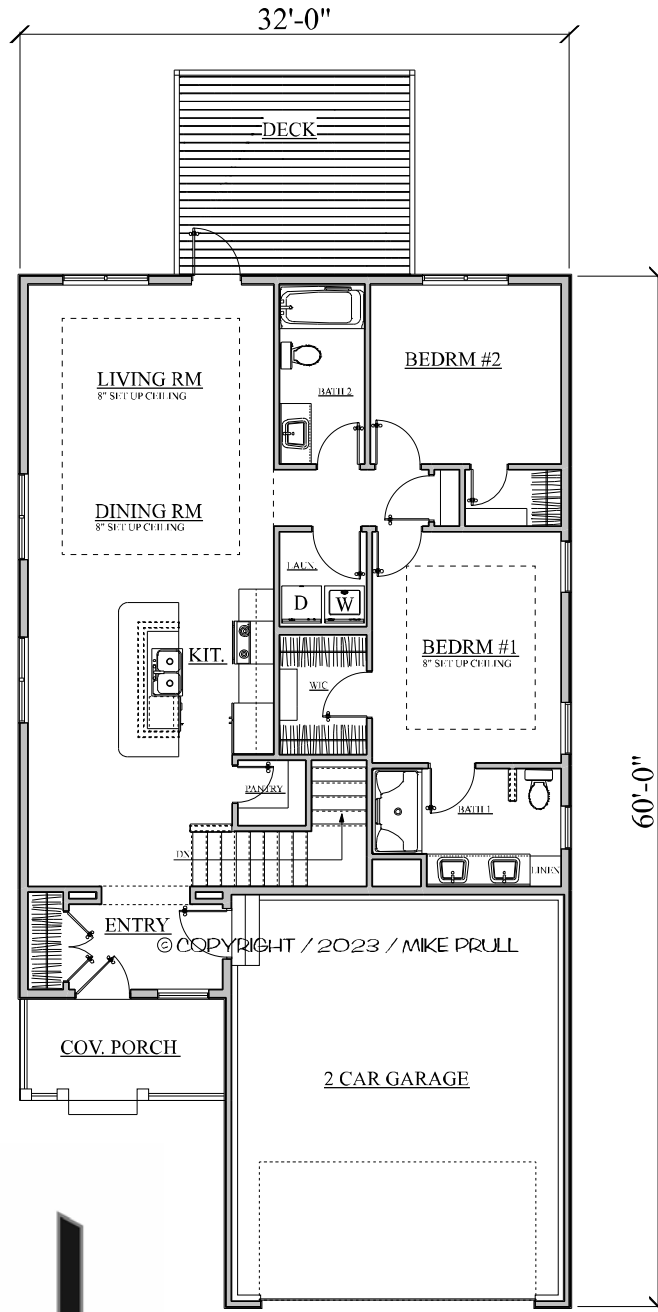 32'-0"
DECK
LIVING RM
8" SET UP CEILING
BATH 2
BEDRM #2
DINING RM
8" SET UP CEILING
LAUN.
D
W
KIT.
BEDRM #1
8" SET UP CEILING
WIC
PANTRY
BATH 1
60'-0"
DN
LINEN
ENTRY
© COPYRIGHT / 2023 / MIKE PRULL
COV. PORCH
2 CAR GARAGE